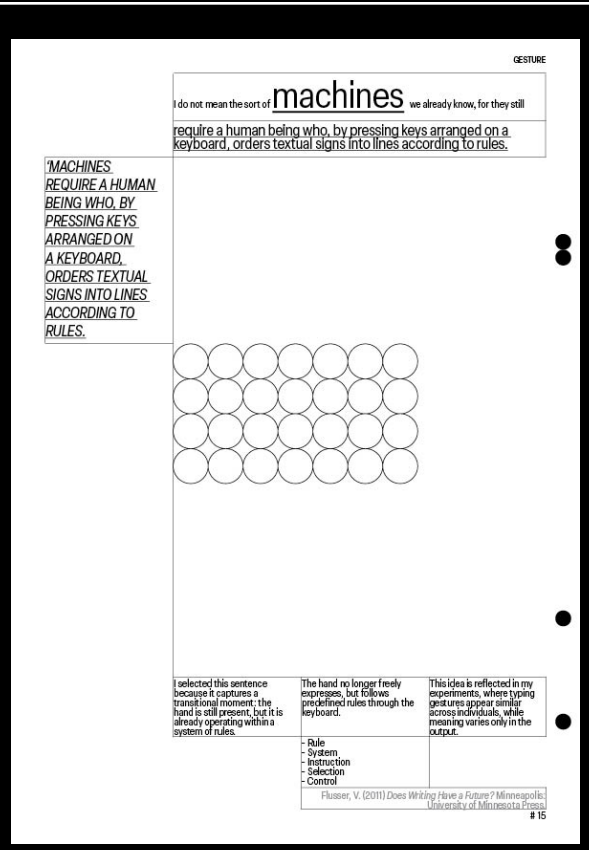 GESTURE
I do not mean the sort of machines we already know, for they still
require a human being who, by pressing keys arranged on a
keyboard, orders textual signs into lines according to rules.
‘MACHINES
REQUIRE A HUMAN
BEING WHO, BY
PRESSING KEYS
ARRANGED ON
A KEYBOARD,
ORDERS TEXTUAL
SIGNS INTO LINES
ACCORDING TO
RULES.
I selected this sentence
because it captures a
transitional moment: the
hand is still present, but it is
already operating within a
system of rules.
The hand no longer freely
expresses, but follows
predefined rules through the
keyboard.
This idea is reflected in my
experiments, where typing
gestures appear similar
across individuals, while
meaning varies only in the
output.
- Rule
- System
- Instruction
- Selection
- Control
Flusser, V. (2011) Does Writing Have a Future? Minneapolis:
University of Minnesota Press.
# 15